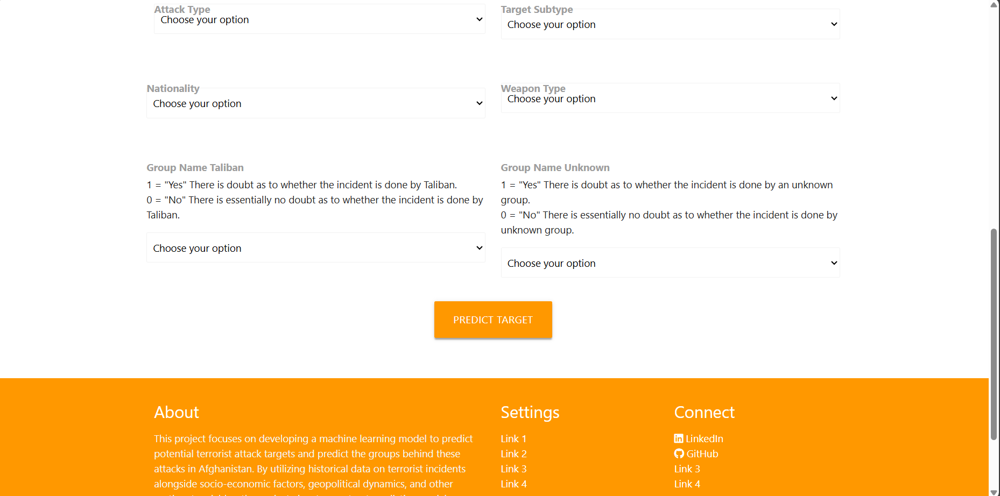 Attack Type
Choose your option
Target Subtype
Choose your option
Nationality
Choose your option
Weapon Type
Choose your option
Group Name Taliban
1 = "Yes" There is doubt as to whether the incident is done by Taliban.
0 = "No" There is essentially no doubt as to whether the incident is done by
Taliban.
Choose your option
Group Name Unknown
1 = "Yes" There is doubt as to whether the incident is done by an unknown
group.
0 = "No" There is essentially no doubt as to whether the incident is done by
unknown group.
Choose your option
PREDICT TARGET
About
This project focuses on developing a machine learning model to predict
potential terrorist attack targets and predict the groups behind these
attacks in Afghanistan. By utilizing historical data on terrorist incidents
alongside socio-economic factors, geopolitical dynamics, and other
Settings
Link 1
Link 2
Link 3
Link 4
Connect
LinkedIn
GitHub
Link 3
Link 4